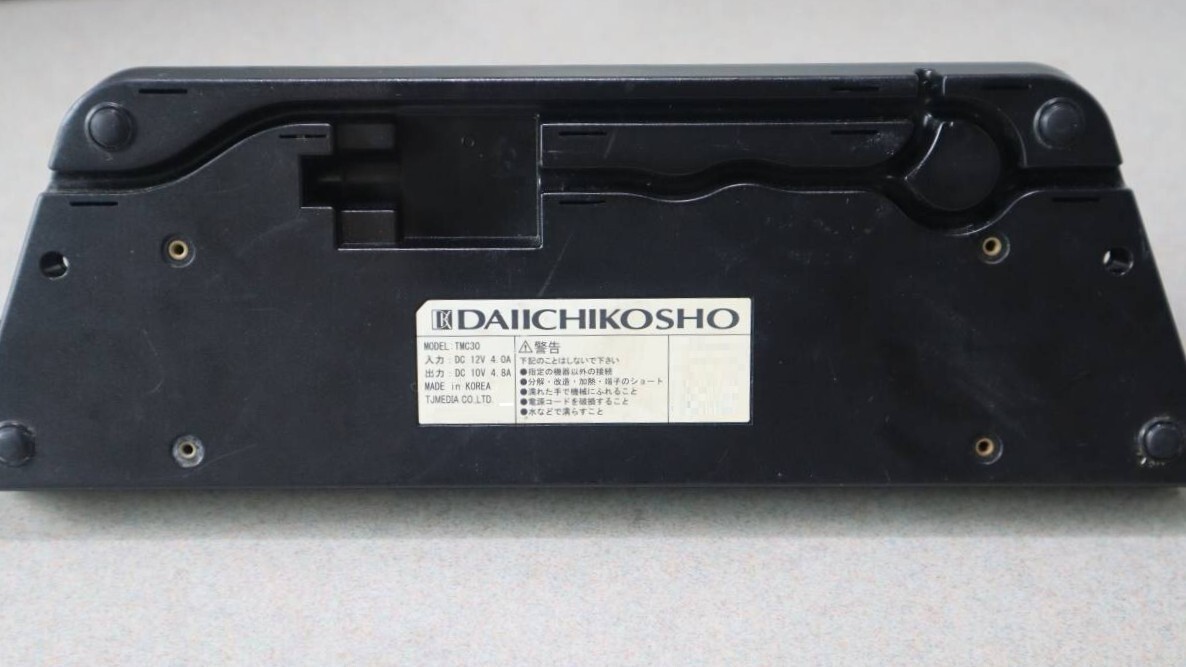 DAIICHIKOSHO
MODEL:TMC30
入力:DC 12V 4.0A
出力:DC 10V 4.8A
MADE in KOREA
TJMEDIA CO.,LTD.
⚠警告
下記のことはしないで下さい
●指定の機器以外の接続
●分解・改造・加熱・端子のショート
●濡れた手で機械にふれること
●電源コードを破損すること
●水などで濡らすこと